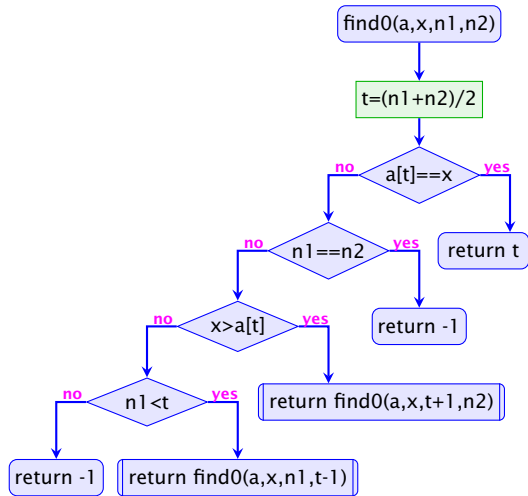 find0(a,x,n1,n2)
t=(n1+n2)/2
a[t]==x
no
yes
return t
n1==n2
no
yes
return -1
x>a[t]
no
yes
return find0(a,x,t+1,n2)
n1<t
no
yes
return -1
return find0(a,x,n1,t-1)